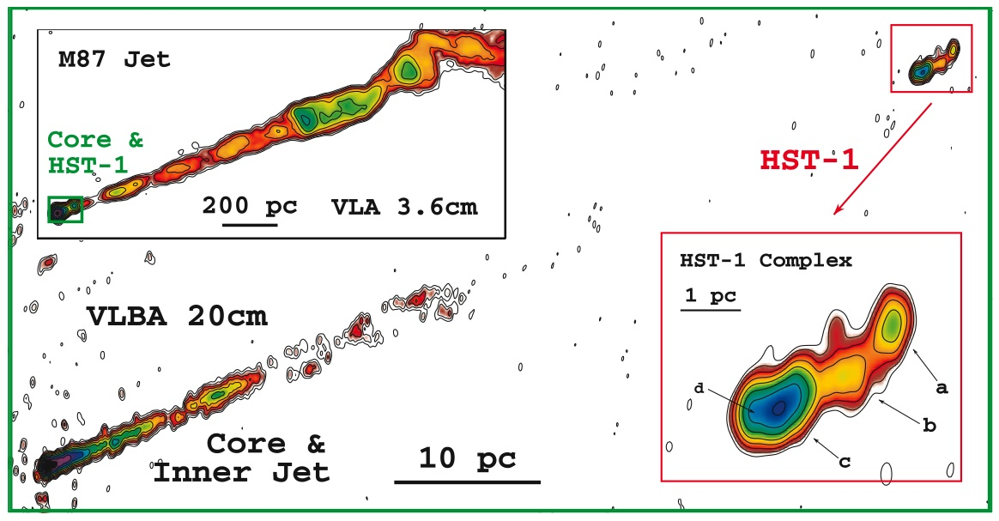 M87 Jet
Core &
HST-1
200 pc
VLA 3.6cm
HST-1
HST-1 Complex
1 pc
VLBA 20cm
a
d
b
c
Core &
Inner Jet
10 pc